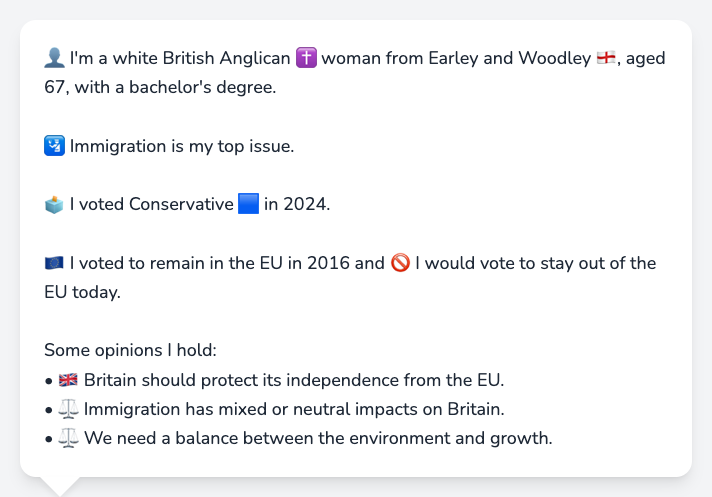 👤 I'm a white British Anglican ✝️ woman from Earley and Woodley 🏴󠁧󠁢󠁥󠁮󠁧󠁿, aged
67, with a bachelor's degree.
🛂 Immigration is my top issue.
🗳️ I voted Conservative 🟦 in 2024.
🇪🇺 I voted to remain in the EU in 2016 and 🚫 I would vote to stay out of the
EU today.
Some opinions I hold:
• 🇬🇧 Britain should protect its independence from the EU.
• ⚖️ Immigration has mixed or neutral impacts on Britain.
• ⚖️ We need a balance between the environment and growth.